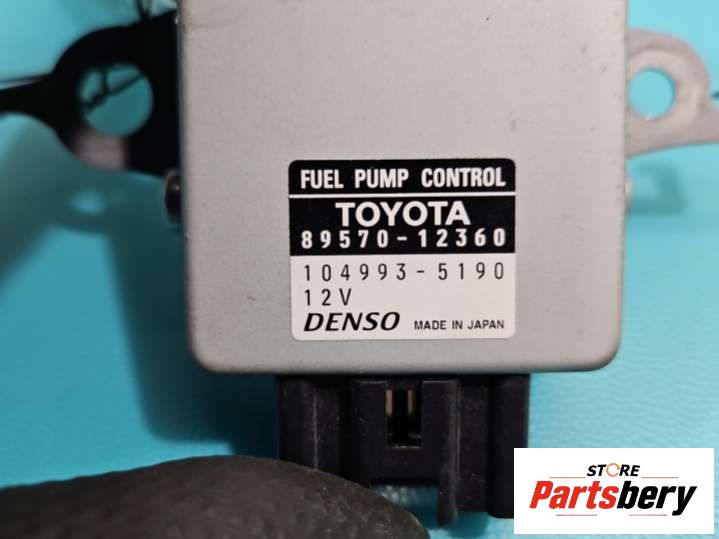 FUEL PUMP CONTROL
TOYOTA
89570-12360
104993-5190
12V
DENSO MADE IN JAPAN
STORE
Partsbery